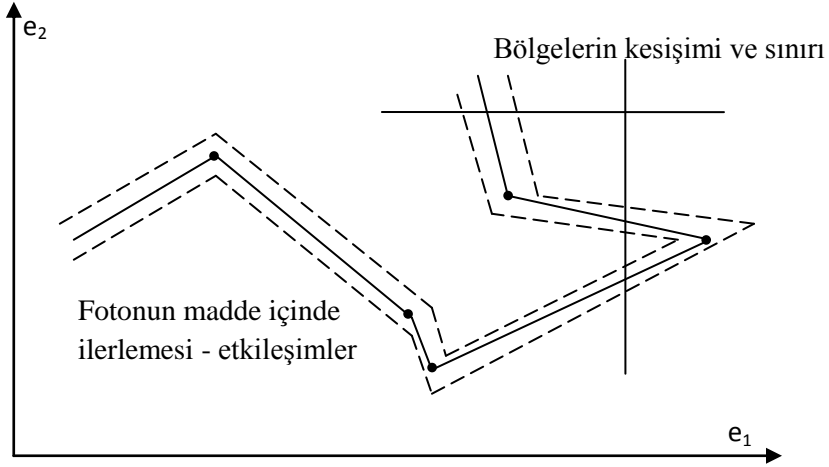 e₂
Bölgelerin kesişimi ve sınırı
Fotonun madde içinde
ilerlemesi - etkileşimler
e₁